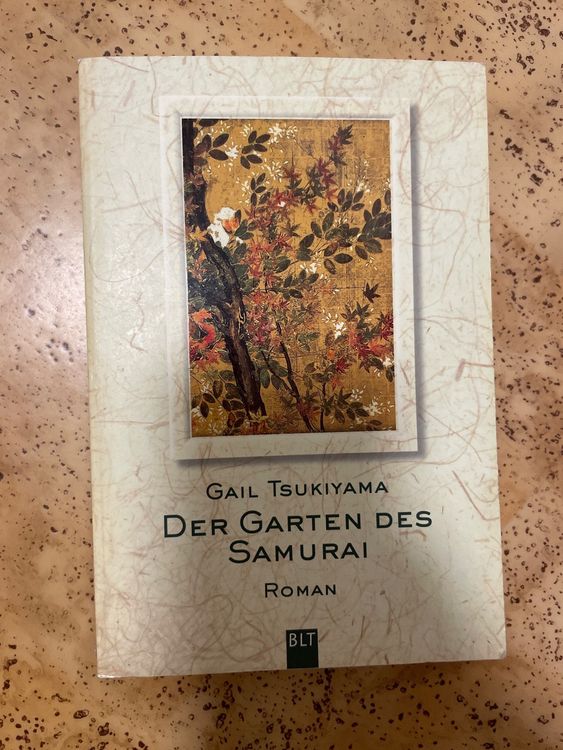 GAIL TSUKIYAMA
DER GARTEN DES
SAMURAI
ROMAN
BLT